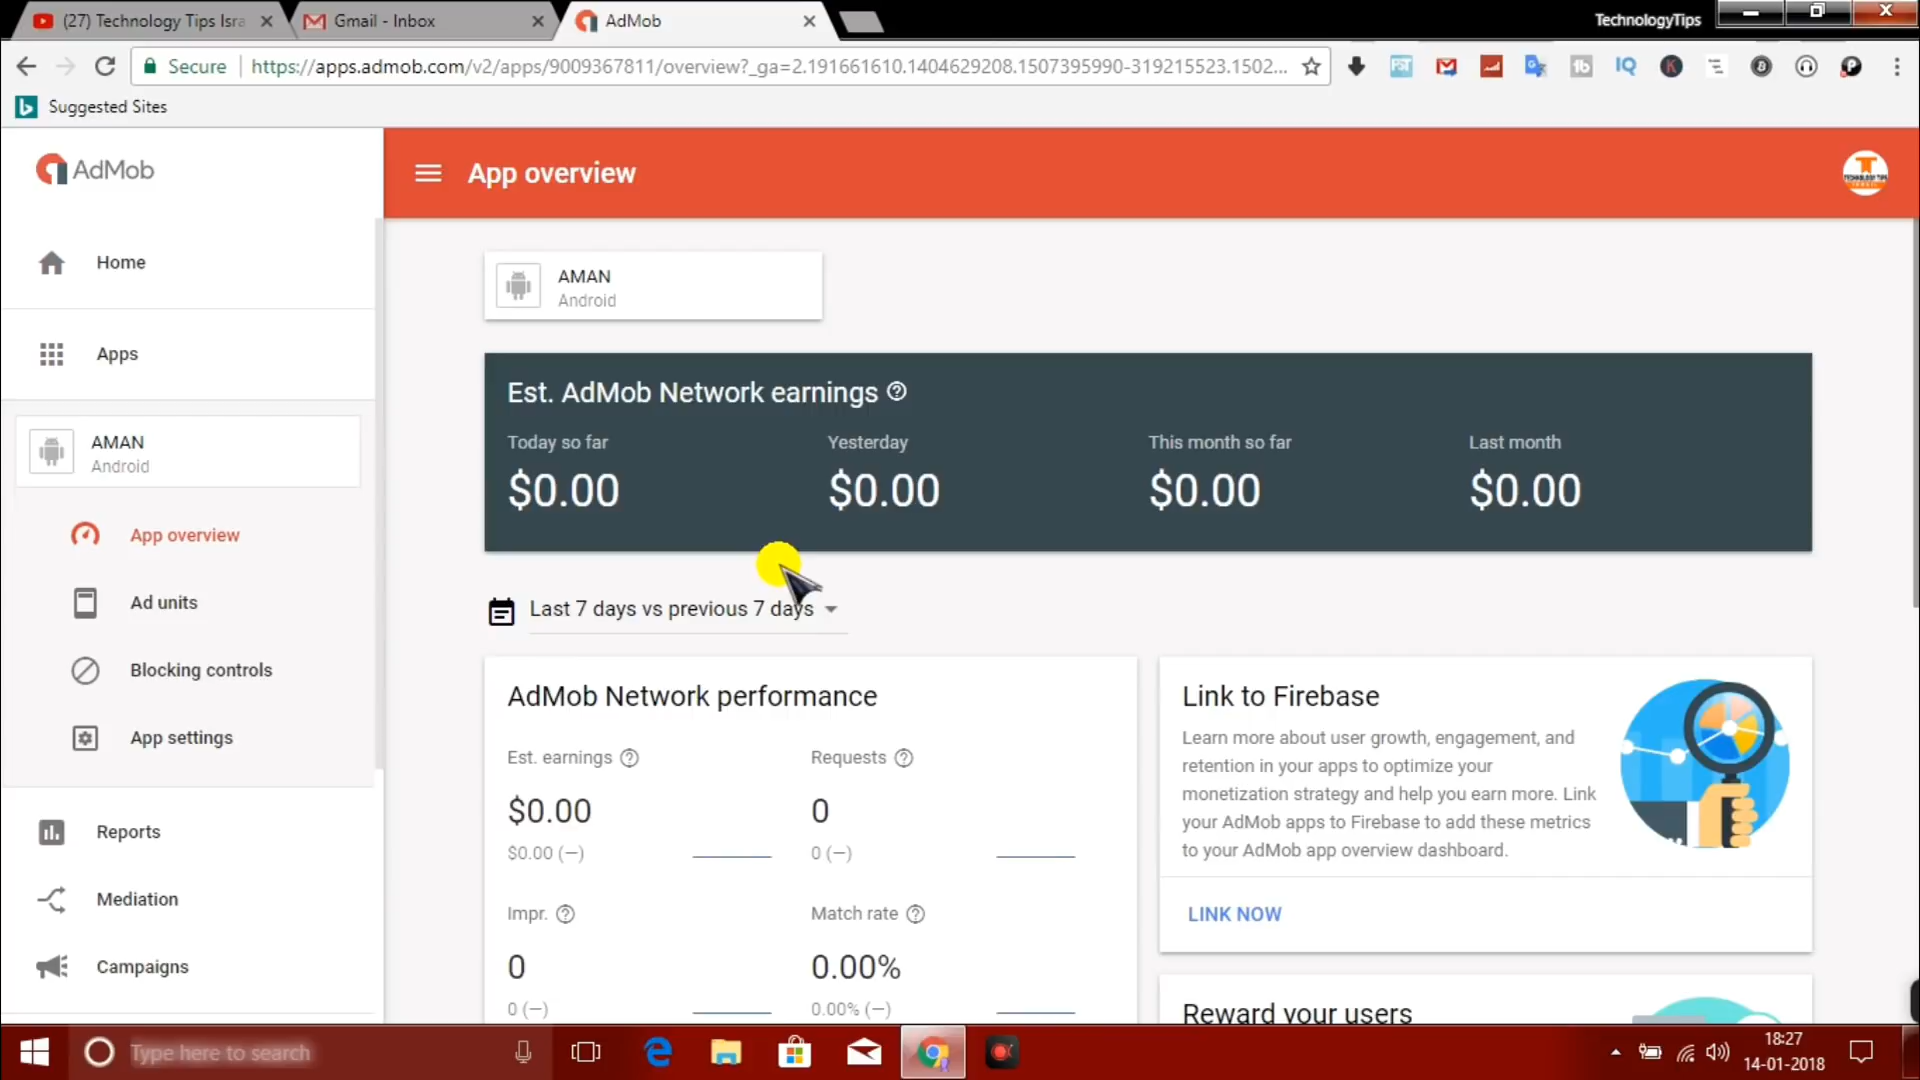 (27) Technology Tips Isra
Gmail - Inbox
AdMob
TechnologyTips
Secure
https://apps.admob.com/v2/apps/9009367811/overview?_ga=2.191661610.1404629208.1507395990-319215523.1502...
Suggested Sites
AdMob
App overview
Home
Apps
AMAN
Android
App overview
Ad units
Blocking controls
App settings
Reports
Mediation
Campaigns
AMAN
Android
Est. AdMob Network earnings
Today so far
Yesterday
This month so far
Last month
$0.00
$0.00
$0.00
$0.00
Last 7 days vs previous 7 days
AdMob Network performance
Est. earnings
Requests
$0.00
0
$0.00 (—)
0 (—)
Impr.
Match rate
0
0.00%
0 (—)
0.00% (—)
Link to Firebase
Learn more about user growth, engagement, and
retention in your apps to optimize your
monetization strategy and help you earn more. Link
your AdMob apps to Firebase to add these metrics
to your AdMob app overview dashboard.
LINK NOW
Reward your users
Type here to search
18:27
14-01-2018